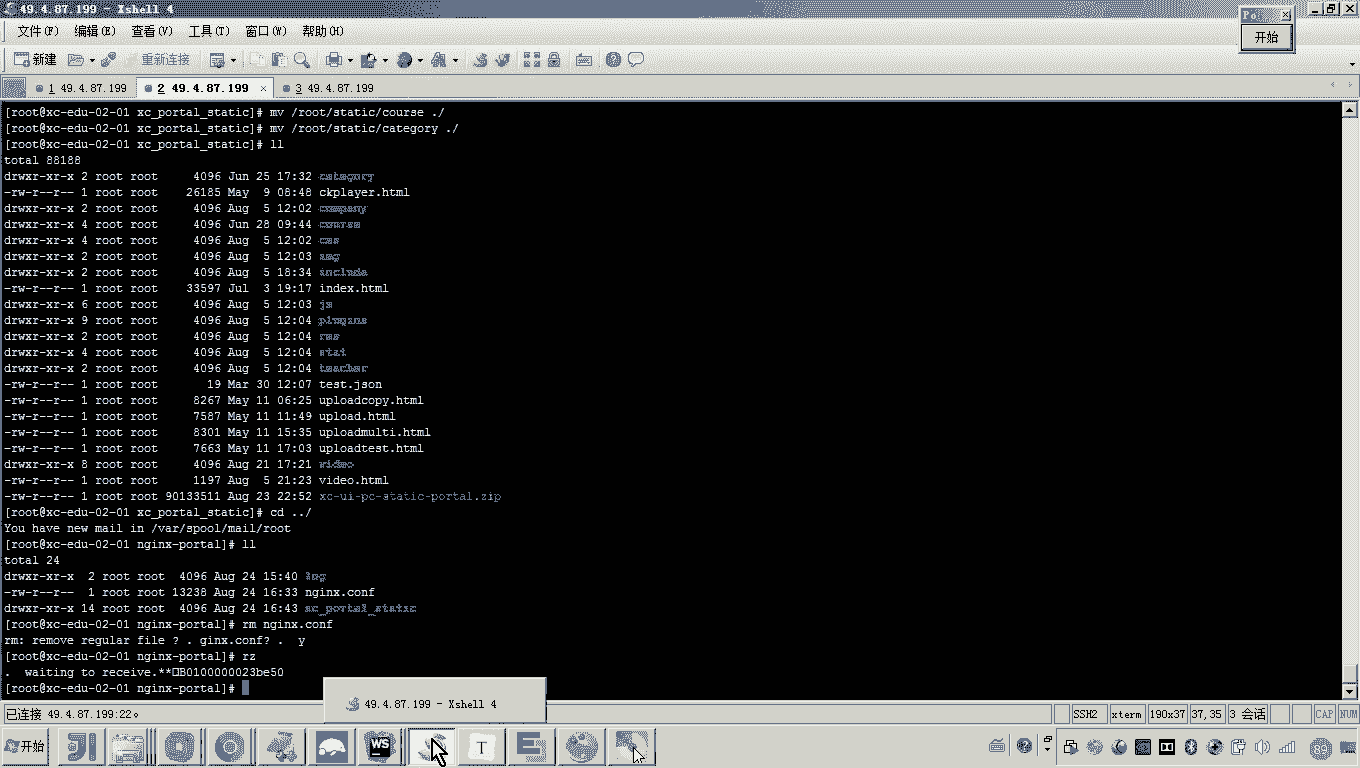 49.4.87.199 - Xshell 4
文件(F) 编辑(E) 查看(V) 工具(T) 窗口(W) 帮助(H)
开始
新建 重新连接
1 49.4.87.199 2 49.4.87.199 × 3 49.4.87.199
[root@xc-edu-02-01 xc_portal_static]# mv /root/static/course ./
[root@xc-edu-02-01 xc_portal_static]# mv /root/static/category ./
[root@xc-edu-02-01 xc_portal_static]# ll
total 88188
drwxr-xr-x 2 root root 4096 Jun 25 17:32 category
-rw-r--r-- 1 root root 26185 May 9 08:48 ckplayer.html
drwxr-xr-x 2 root root 4096 Aug 5 12:02 company
drwxr-xr-x 4 root root 4096 Jun 28 09:44 course
drwxr-xr-x 4 root root 4096 Aug 5 12:02 css
drwxr-xr-x 2 root root 4096 Aug 5 12:03 img
drwxr-xr-x 2 root root 4096 Aug 5 18:34 include
-rw-r--r-- 1 root root 33597 Jul 3 19:17 index.html
drwxr-xr-x 6 root root 4096 Aug 5 12:03 js
drwxr-xr-x 9 root root 4096 Aug 5 12:04 plugins
drwxr-xr-x 2 root root 4096 Aug 5 12:04
drwxr-xr-x 4 root root 4096 Aug 5 12:04 stat
drwxr-xr-x 2 root root 4096 Aug 5 12:04 teacher
-rw-r--r-- 1 root root 19 Mar 30 12:07 test.json
-rw-r--r-- 1 root root 8267 May 11 06:25 uploadcopy.html
-rw-r--r-- 1 root root 7587 May 11 11:49 upload.html
-rw-r--r-- 1 root root 8301 May 11 15:35 uploadmulti.html
-rw-r--r-- 1 root root 7663 May 11 17:03 uploadtest.html
drwxr-xr-x 8 root root 4096 Aug 21 17:21 video
-rw-r--r-- 1 root root 1197 Aug 5 21:23 video.html
-rw-r--r-- 1 root root 90133511 Aug 23 22:52 xc-ui-pc-static-portal.zip
[root@xc-edu-02-01 xc_portal_static]# cd ../
You have new mail in /var/spool/mail/root
[root@xc-edu-02-01 nginx-portal]# ll
total 24
drwxr-xr-x 2 root root 4096 Aug 24 15:40
-rw-r--r-- 1 root root 13238 Aug 24 16:33 nginx.conf
drwxr-xr-x 14 root root 4096 Aug 24 16:43 xc_portal_static
[root@xc-edu-02-01 nginx-portal]# rm nginx.conf
rm: remove regular file ? . ginx.conf? . y
[root@xc-edu-02-01 nginx-portal]# rz
. waiting to receive.**B0100000023be50
[root@xc-edu-02-01 nginx-portal]#
49.4.87.199 - Xshell 4
已连接 49.4.87.199:22。 SSH2 xterm 190x37 37,35 3 会话 CAP NUM
开始 WS T 89